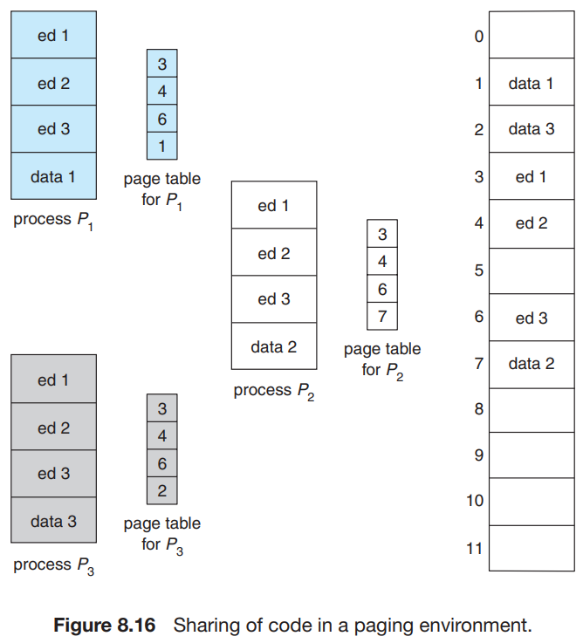 ed 1
ed 2
ed 3
data 1
process P1
3
4
6
1
page table
for P1
ed 1
ed 2
ed 3
data 2
process P2
3
4
6
7
page table
for P2
ed 1
ed 2
ed 3
data 3
process P3
3
4
6
2
page table
for P3
0
1 data 1
2 data 3
3 ed 1
4 ed 2
5
6 ed 3
7 data 2
8
9
10
11
Figure 8.16 Sharing of code in a paging environment.